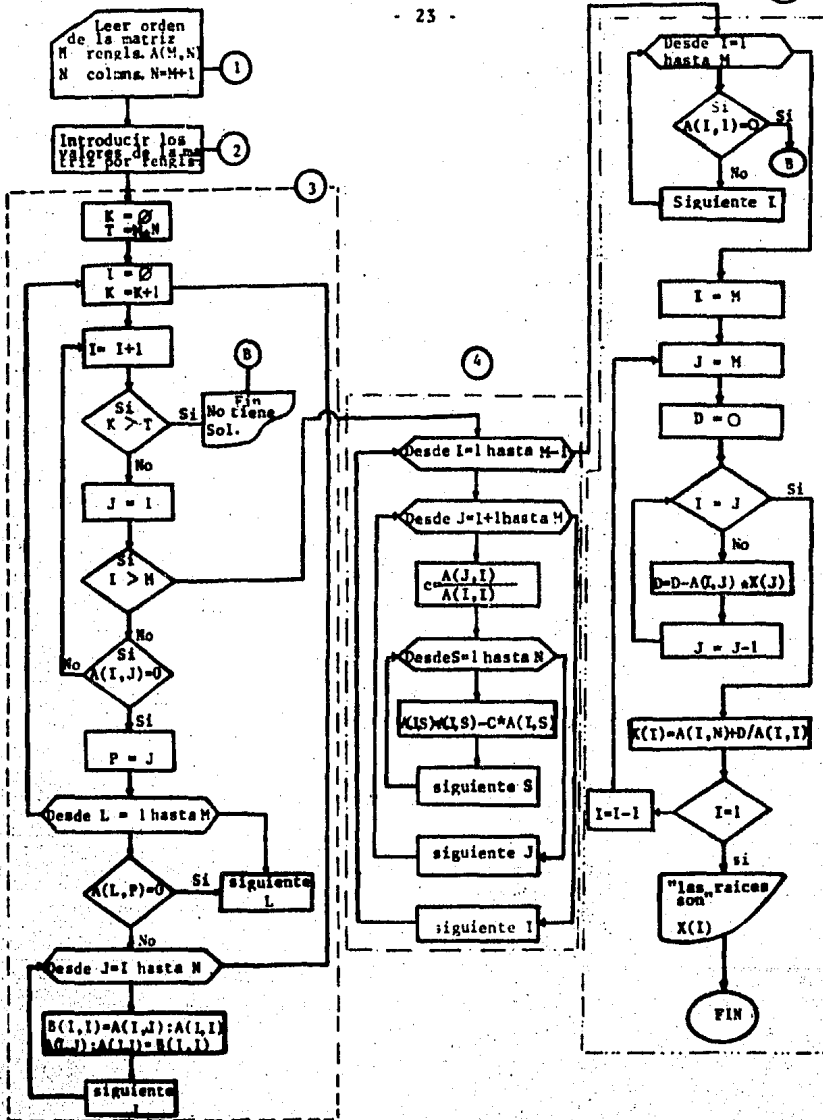 - 23 -
Leer orden
de la matriz
M rengls. A(M,N)
N colmns. N=M+1
1
Introducir los
valores de la ma
triz por rengls.
2
3
K = Ø
T = M*N
I = Ø
K = K+1
I = I+1
Si
K > T
Si
B
Fin
No tiene
Sol.
No
J = 1
Si
I > M
No
Si
A(I,J)=0
No
Si
P = J
Desde L = 1 hasta M
A(L,P)=0
Si
siguiente
L
No
Desde J=1 hasta N
B(I,I)=A(I,J):A(I,I)
siguiente
4
Desde I=1 hasta M-1
Desde J=I+1hasta M
C=A(J,I)
A(I,I)
Desde S=1 hasta N
siguiente S
siguiente J
siguiente I
Desde I=1
hasta M
Si
A(I,1)=0
Si
B
No
Siguiente I
I = M
J = M
D = O
I = J
Si
No
D=D-A(I,J)*X(J)
J = J-1
X(I)=A(I,N)+D/A(I,I)
I=1
I=I-1
si
"las raices
son"
X(I)
FIN